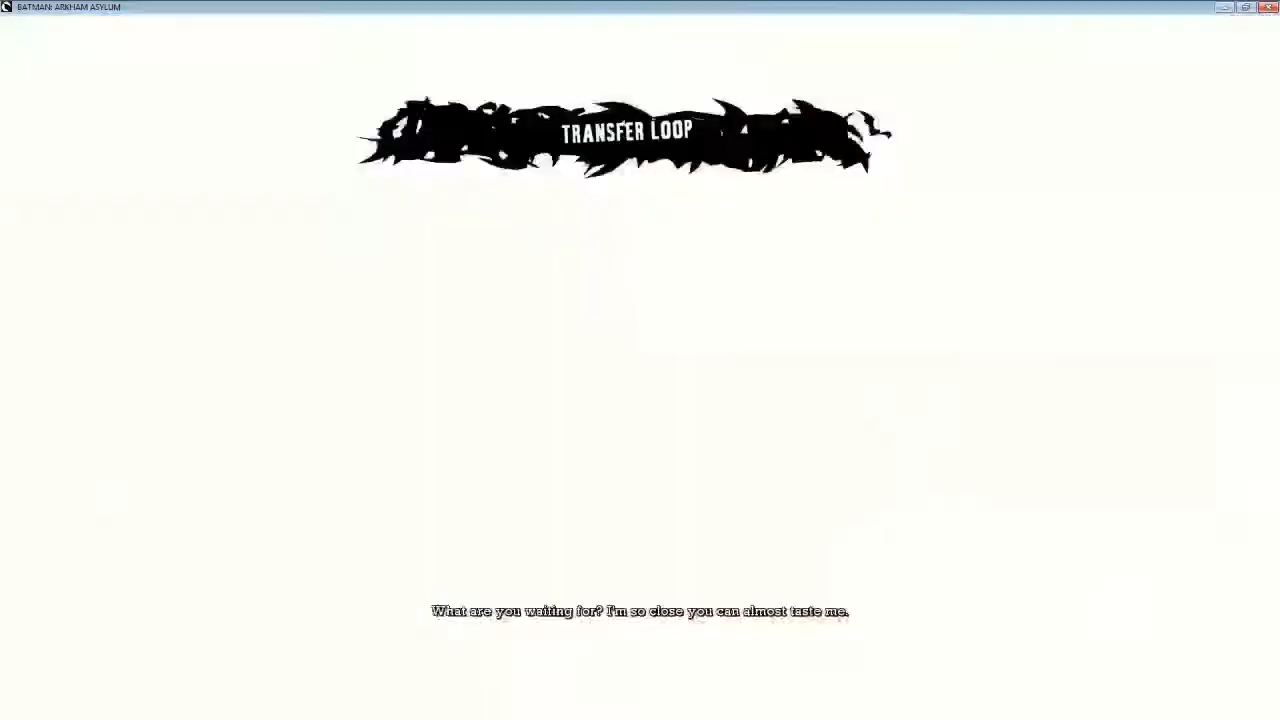 BATMAN: ARKHAM ASYLUM
TRANSFER LOOP
What are you waiting for? I'm so close you can almost taste me.